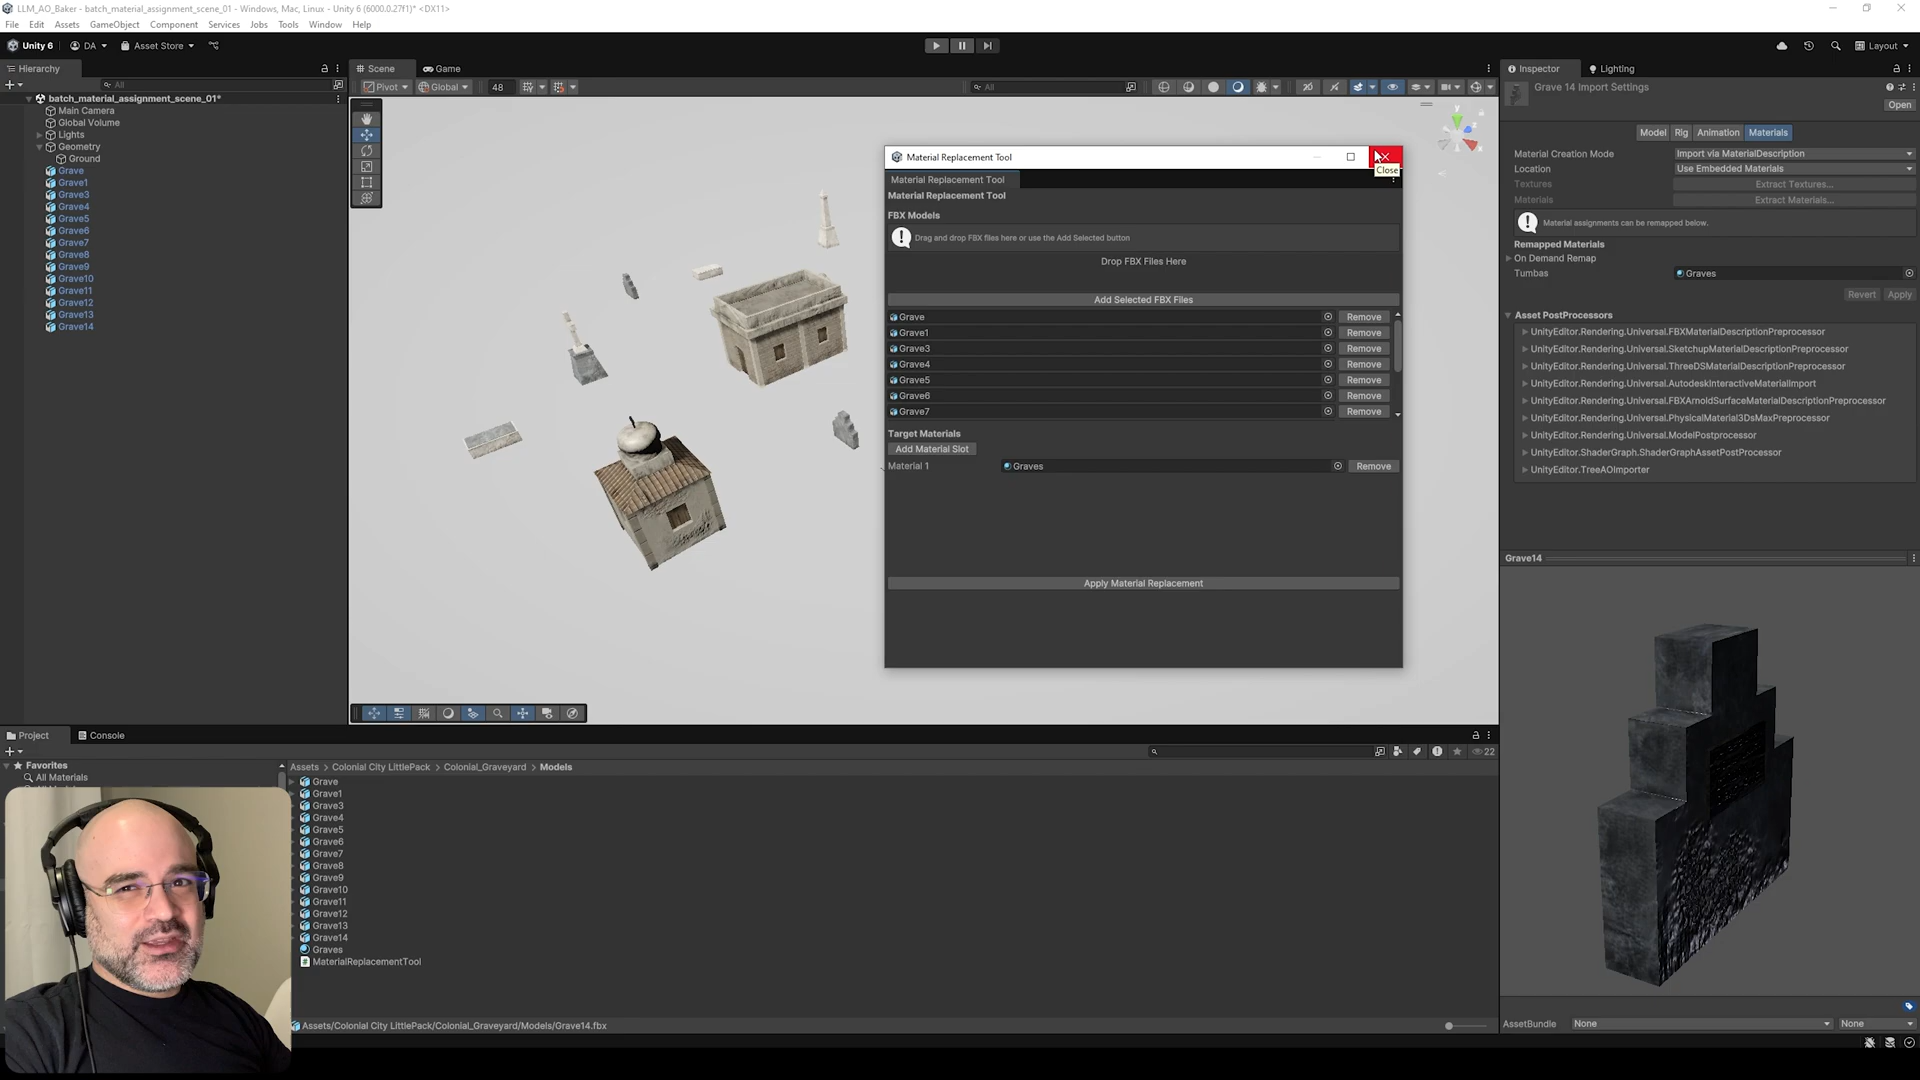 LLM_AO_Baker - batch_material_assignment_scene_01 - Windows, Mac, Linux - Unity 6 (6000.0.27f1)* <DX11>
File Edit Assets GameObject Component Services Jobs Tools Window Help
Unity 6 DA Asset Store Layout
Hierarchy
All
batch_material_assignment_scene_01*
Main Camera
Global Volume
Lights
Geometry
Ground
Grave
Grave1
Grave3
Grave4
Grave5
Grave6
Grave7
Grave8
Grave9
Grave10
Grave11
Grave12
Grave13
Grave14
Scene Game
Pivot Global 48 All
y
Material Replacement Tool
Close
Material Replacement Tool
Material Replacement Tool
FBX Models
Drag and drop FBX files here or use the Add Selected button
Drop FBX Files Here
Add Selected FBX Files
Grave Remove
Grave1 Remove
Grave3 Remove
Grave4 Remove
Grave5 Remove
Grave6 Remove
Grave7 Remove
Target Materials
Add Material Slot
Material 1 Graves Remove
Apply Material Replacement
Inspector Lighting
Grave 14 Import Settings
Open
Model Rig Animation Materials
Material Creation Mode Import via MaterialDescription
Location Use Embedded Materials
Textures Extract Textures...
Materials Extract Materials...
Material assignments can be remapped below.
Remapped Materials
On Demand Remap
Tumbas Graves
Revert Apply
Asset PostProcessors
UnityEditor.Rendering.Universal.FBXMaterialDescriptionPreprocessor
UnityEditor.Rendering.Universal.SketchupMaterialDescriptionPreprocessor
UnityEditor.Rendering.Universal.ThreeDSMaterialDescriptionPreprocessor
UnityEditor.Rendering.Universal.AutodeskInteractiveMaterialImport
UnityEditor.Rendering.Universal.FBXArnoldSurfaceMaterialDescriptionPreprocessor
UnityEditor.Rendering.Universal.PhysicalMaterial3DsMaxPreprocessor
UnityEditor.Rendering.Universal.ModelPostprocessor
UnityEditor.ShaderGraph.ShaderGraphAssetPostProcessor
UnityEditor.TreeAOImporter
Grave14
AssetBundle None None
Project Console
22
Favorites
All Materials
Assets > Colonial City LittlePack > Colonial_Graveyard > Models
Grave
Grave1
Grave3
Grave4
Grave5
Grave6
Grave7
Grave8
Grave9
Grave10
Grave11
Grave12
Grave13
Grave14
Graves
MaterialReplacementTool
Assets/Colonial City LittlePack/Colonial_Graveyard/Models/Grave14.fbx